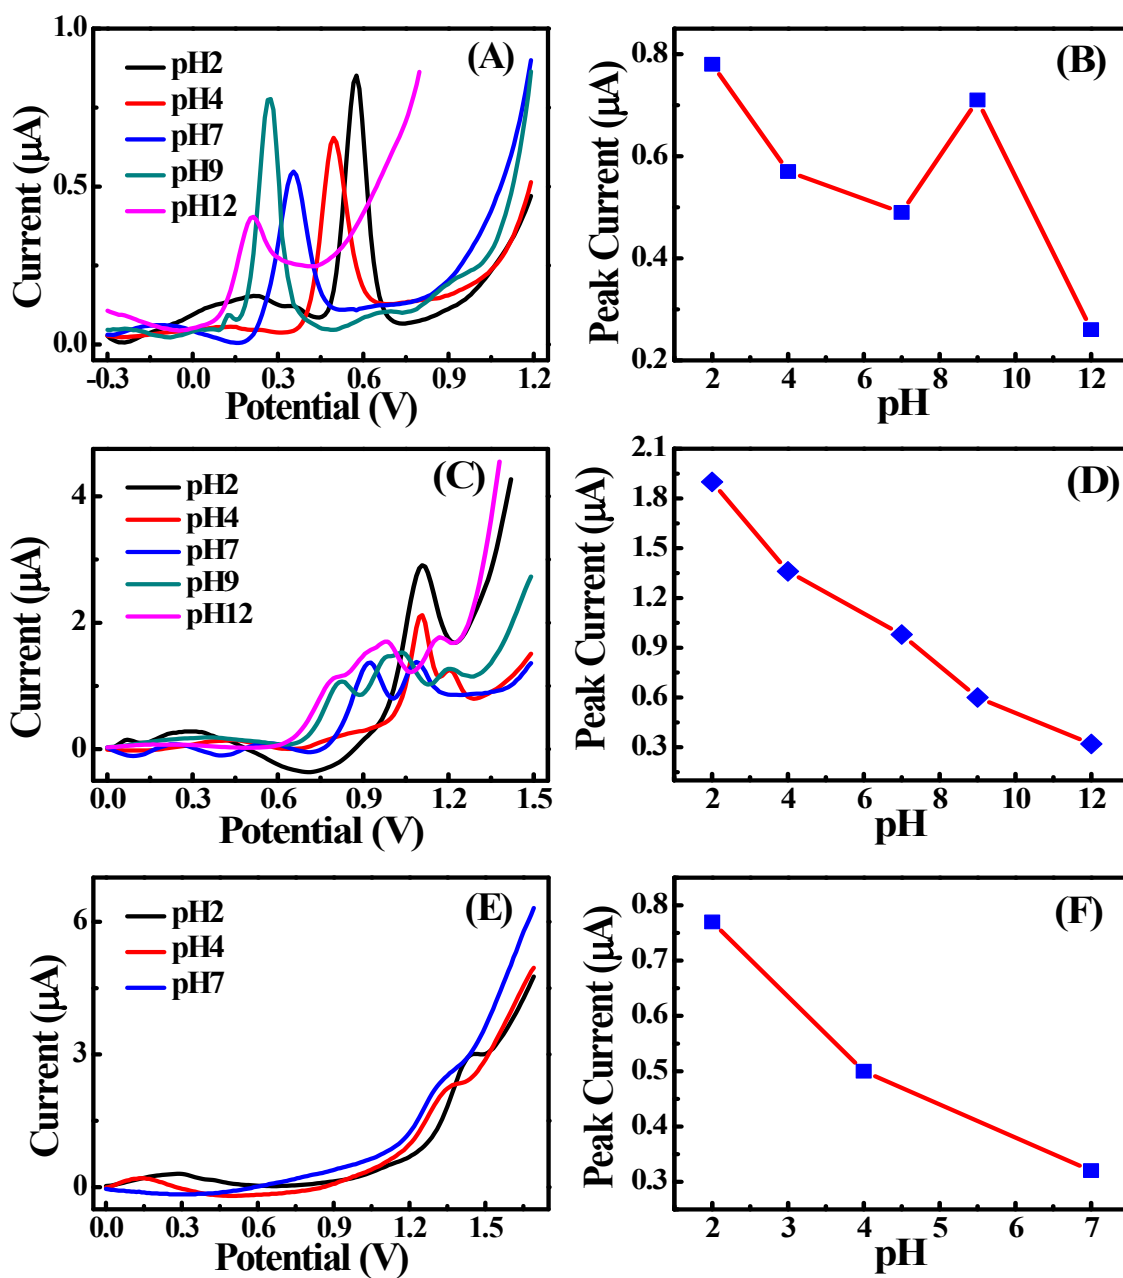 (A)
pH2
pH4
pH7
pH9
pH12
Current (μA)
1.0
0.5
0.0
-0.3 0.0 0.3 0.6 0.9 1.2
Potential (V)
(B)
Peak Current (μA)
0.8
0.6
0.4
0.2
2 4 6 8 10 12
pH
(C)
pH2
pH4
pH7
pH9
pH12
Current (μA)
4
2
0
0.0 0.3 0.6 0.9 1.2 1.5
Potential (V)
(D)
Peak Current (μA)
2.1
1.8
1.5
1.2
0.9
0.6
0.3
2 4 6 8 10 12
pH
(E)
pH2
pH4
pH7
Current (μA)
6
3
0
0.0 0.3 0.6 0.9 1.2 1.5
Potential (V)
(F)
Peak Current (μA)
0.8
0.7
0.6
0.5
0.4
0.3
2 3 4 5 6 7
pH